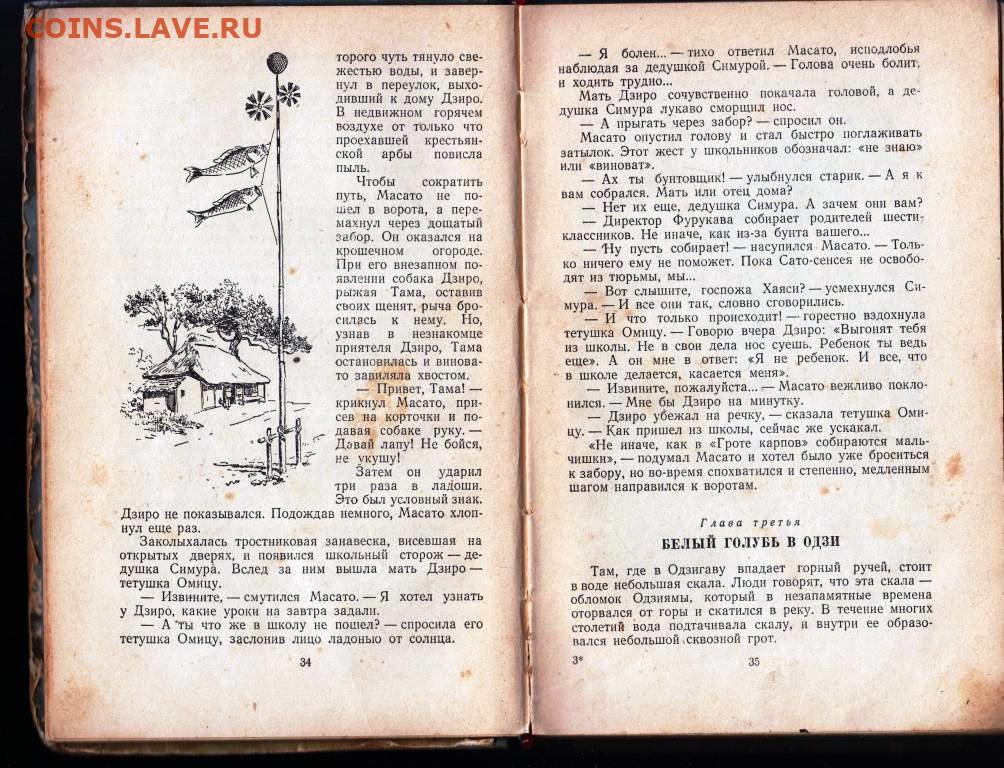 COINS.LAVE.RU
торого чуть тянуло све-
жестью воды, и завер-
нул в переулок, выхо-
дивший к дому Дзиро.
В недвижном горячем
воздухе от только что
проехавшей крестьян-
ской арбы повисла
пыль.
Чтобы сократить
путь, Масато не по-
шел в ворота, а пере-
махнул через дощатый
забор. Он оказался на
крошечном огороде.
При его внезапном по-
явлении собака Дзиро,
рыжая Тама, оставив
своих щенят, рыча бро-
силась к нему. Но,
узнав в незнакомце
приятеля Дзиро, Тама
остановилась и винова-
то завиляла хвостом.
— Привет, Тама! —
крикнул Масато, при-
сев на корточки и по-
давая собаке руку. —
Давай лапу! Не бойся,
не укушу!
Затем он ударил
три раза в ладоши.
Это был условный знак.
Дзиро не показывался. Подождав немного, Масато хлоп-
нул еще раз.
Заколыхалась тростниковая занавеска, висевшая на
открытых дверях, и появился школьный сторож — де-
душка Симура. Вслед за ним вышла мать Дзиро —
тетушка Омицу.
— Извините, — смутился Масато. — Я хотел узнать
у Дзиро, какие уроки на завтра задали.
— А ты что же в школу не пошел? — спросила его
тетушка Омицу, заслонив лицо ладонью от солнца.
34
— Я болен... — тихо ответил Масато, исподлобья
наблюдая за дедушкой Симурой. — Голова очень болит,
и ходить трудно...
Мать Дзиро сочувственно покачала головой, а де-
душка Симура лукаво сморщил нос.
— А прыгать через забор? — спросил он.
Масато опустил голову и стал быстро поглаживать
затылок. Этот жест у школьников обозначал: «не знаю»
или «виноват».
— Ах ты бунтовщик! — улыбнулся старик. — А я к
вам собрался. Мать или отец дома?
— Нет их еще, дедушка Симура. А зачем они вам?
— Директор Фурукава собирает родителей шести-
классников. Не иначе, как из-за бунта вашего...
— Ну пусть собирает! — насупился Масато. — Толь-
ко ничего ему не поможет. Пока Сато-сенсея не освобо-
дят из тюрьмы, мы...
— Вот слышите, госпожа Хаяси? — усмехнулся Си-
мура. — И все они так, словно сговорились.
— И что только происходит! — горестно вздохнула
тетушка Омицу. — Говорю вчера Дзиро: «Выгонят тебя
из школы. Не в свои дела нос суешь. Ребенок ты ведь
еще». А он мне в ответ: «Я не ребенок. И все, что
в школе делается, касается меня».
— Извините, пожалуйста... — Масато вежливо покло-
нился. — Мне бы Дзиро на минутку.
— Дзиро убежал на речку, — сказала тетушка Оми-
цу. — Как пришел из школы, сейчас же ускакал.
«Не иначе, как в «Гроте карпов» собираются маль-
чишки», — подумал Масато и хотел было уже броситься
к забору, но во-время спохватился и степенно, медленным
шагом направился к воротам.
Глава третья
БЕЛЫЙ ГОЛУБЬ В ОДЗИ
Там, где в Одзигаву впадает горный ручей, стоит
в воде небольшая скала. Люди говорят, что эта скала —
обломок Одзиямы, который в незапамятные времена
оторвался от горы и скатился в реку. В течение многих
столетий вода подтачивала скалу, и внутри ее образо-
вался небольшой сквозной грот.
3*
35